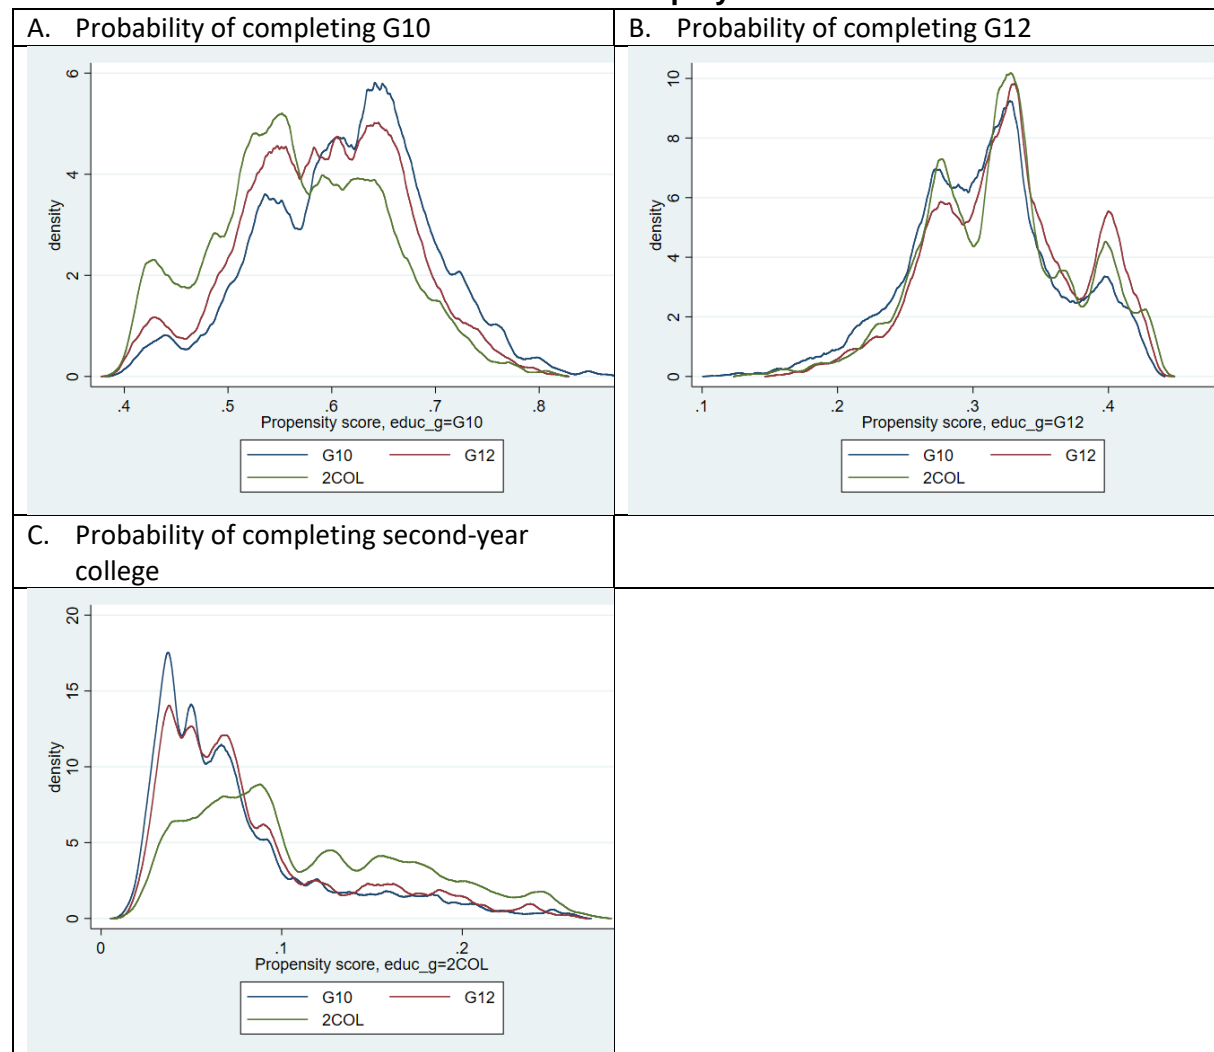 A. Probability of completing G10
B. Probability of completing G12
6
4
2
0
density
.4 .5 .6 .7 .8
Propensity score, educ_g=G10
G10 G12
2COL
10
8
6
4
2
0
density
.1 .2 .3 .4
Propensity score, educ_g=G12
G10 G12
2COL
C. Probability of completing second-year
college
20
15
10
5
0
density
0 .1 .2
Propensity score, educ_g=2COL
G10 G12
2COL